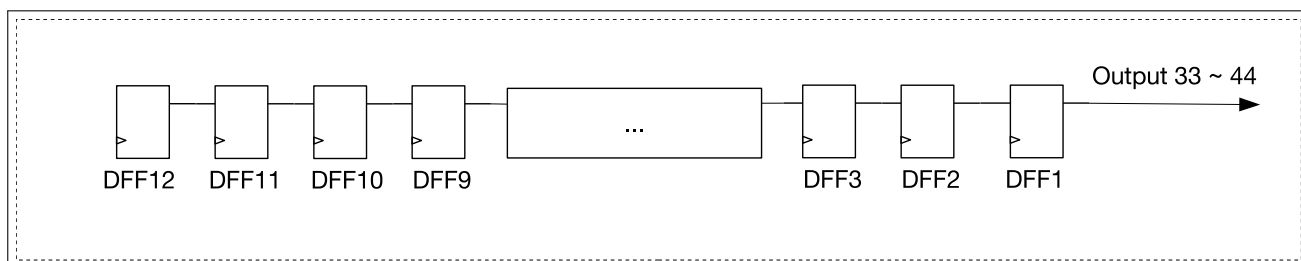 Output 33 ~ 44
...
DFF12 DFF11 DFF10 DFF9 DFF3 DFF2 DFF1